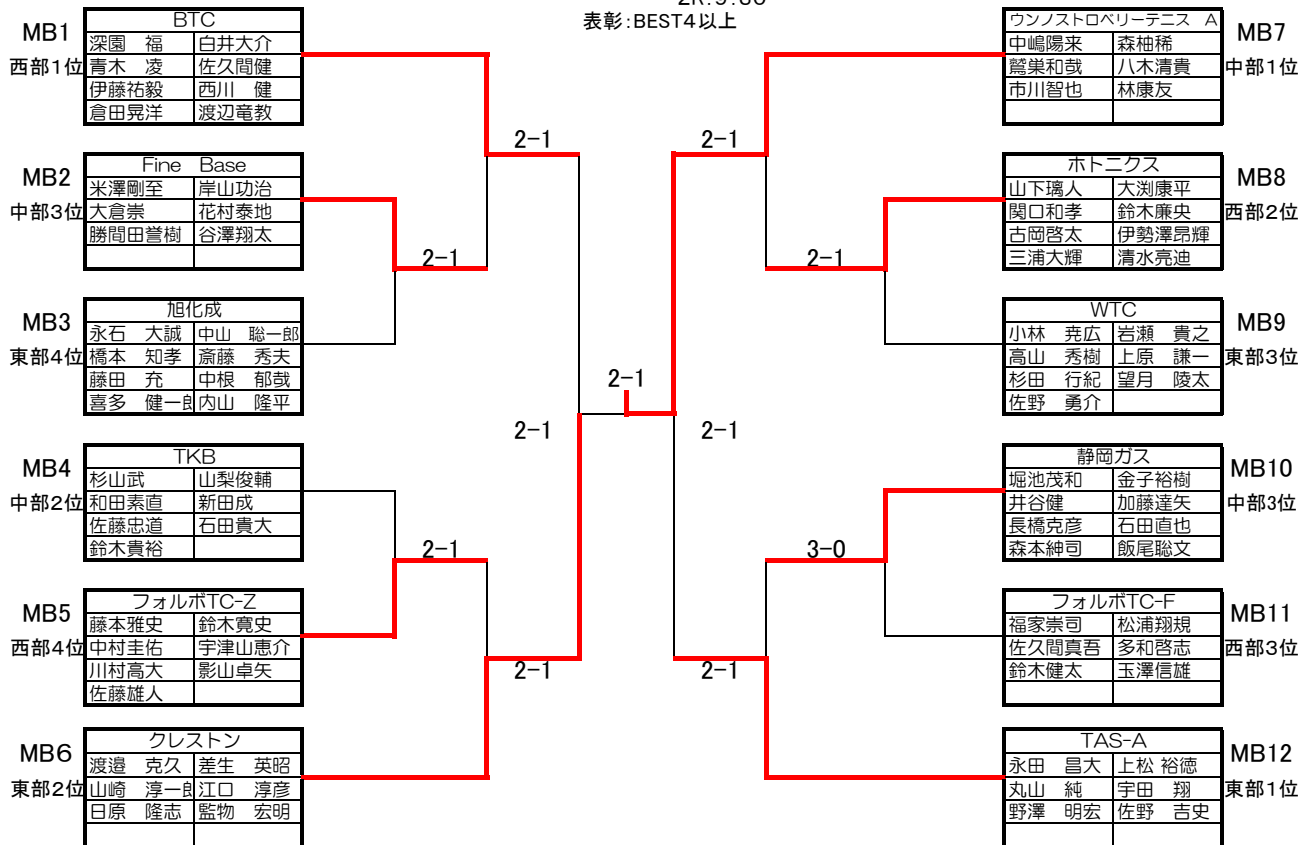 表彰:BEST4以上
MB1
西部1位
BTC
深園 福 白井大介
青木 凌 佐久間健
伊藤祐毅 西川 健
倉田晃洋 渡辺竜教
MB2
中部3位
Fine Base
米澤剛至 岸山功治
大倉崇 花村泰地
勝間田誉樹 谷澤翔太
MB3
東部4位
旭化成
永石 大誠 中山 聡一郎
橋本 知孝 斎藤 秀夫
藤田 充 中根 郁哉
喜多 健一 内山 隆平
MB4
中部2位
TKB
杉山武 山梨俊輔
和田素直 新田成
佐藤忠道 石田貴大
鈴木貴裕
MB5
西部4位
フォルボTC-Z
藤本雅史 鈴木寛史
中村圭佑 宇津山恵介
川村高大 影山卓矢
佐藤雄人
MB6
東部2位
クレストン
渡邉 克久 差生 英昭
山崎 淳一 江口 淳彦
日原 隆志 監物 宏明
2-1
2-1
2-1
2-1
2-1
2-1
2-1
2-1
2-1
3-0
2-1
ウンノストロベリーテニス A
中嶋陽来 森柚稀
鷲巣和哉 八木清貴
市川智也 林康友
MB7
中部1位
ホトニクス
山下璃人 大渕康平
関口和孝 鈴木廉央
古岡啓太 伊勢澤昂輝
三浦大輝 清水亮迪
MB8
西部2位
WTC
小林 尭広 岩瀬 貴之
高山 秀樹 上原 謙一
杉田 行紀 望月 陵太
佐野 勇介
MB9
東部3位
静岡ガス
堀池茂和 金子裕樹
井谷健 加藤達矢
長橋克彦 石田直也
森本紳司 飯尾聡文
MB10
中部3位
フォルボTC-F
福家崇司 松浦翔規
佐久間真吾 多和啓志
鈴木健太 玉澤信雄
MB11
西部3位
TAS-A
永田 昌大 上松 裕徳
丸山 純 宇田 翔
野澤 明宏 佐野 吉史
MB12
東部1位